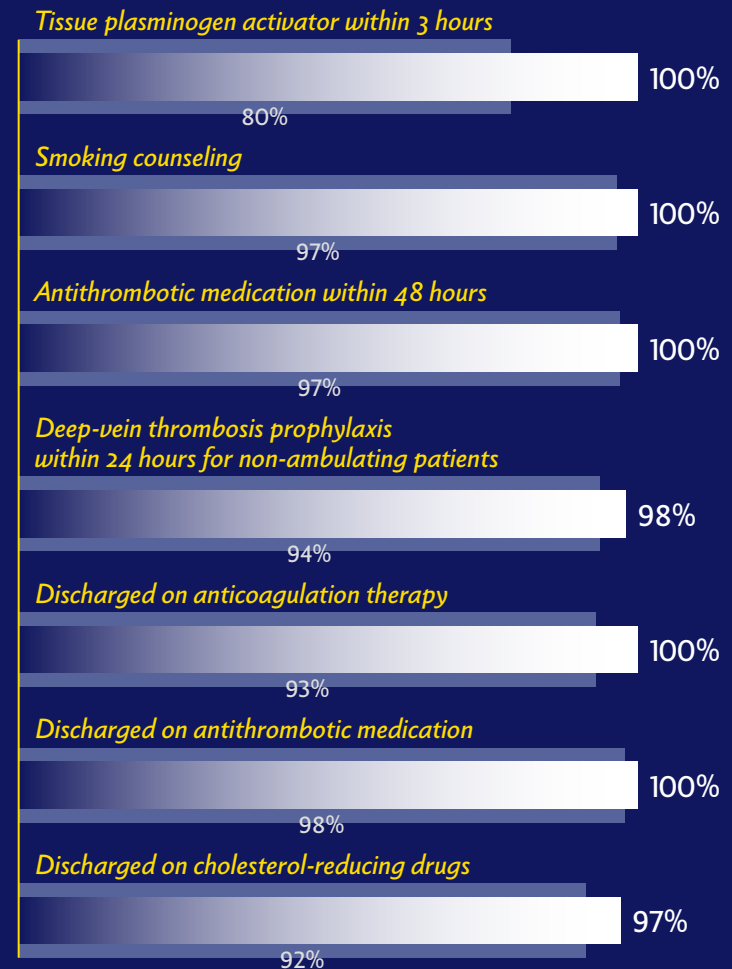 Tissue plasminogen activator within 3 hours
100%
80%
Smoking counseling
100%
97%
Antithrombotic medication within 48 hours
100%
97%
Deep-vein thrombosis prophylaxis
within 24 hours for non-ambulating patients
98%
94%
Discharged on anticoagulation therapy
100%
93%
Discharged on antithrombotic medication
100%
98%
Discharged on cholesterol-reducing drugs
97%
92%